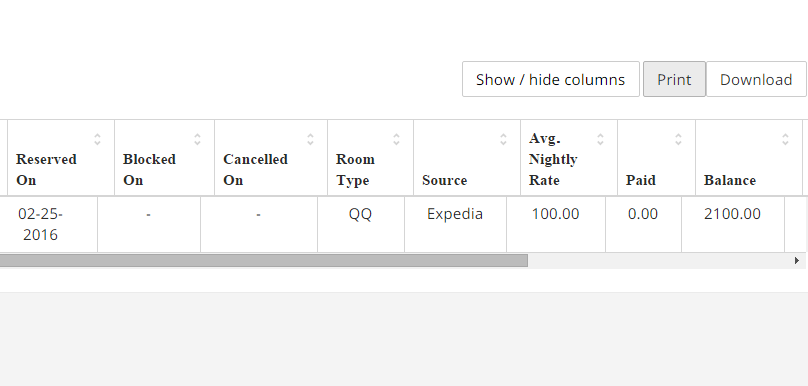 Show / hide columns Print Download
Reserved On Blocked On Cancelled On Room Type Source Avg. Nightly Rate Paid Balance
02-25-2016 - - QQ Expedia 100.00 0.00 2100.00